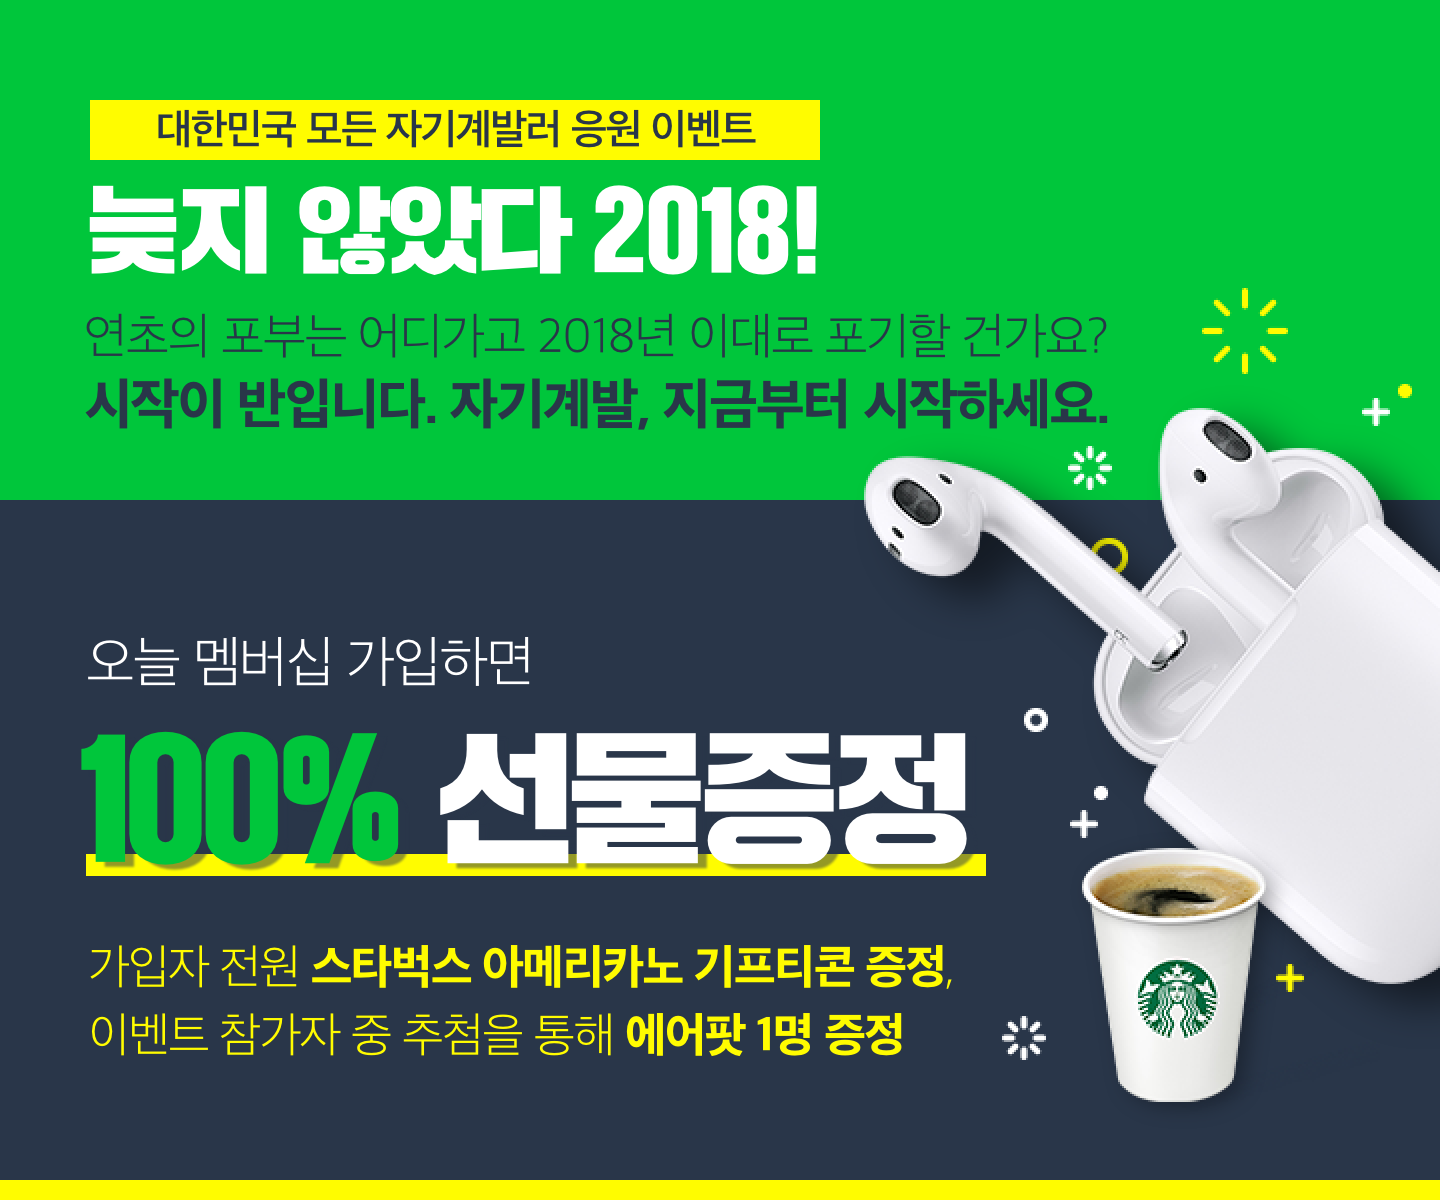 대한민국 모든 자기계발러 응원 이벤트
늦지 않았다 2018!
연초의 포부는 어디가고 2018년 이대로 포기할 건가요?
시작이 반입니다. 자기계발, 지금부터 시작하세요.
오늘 멤버십 가입하면
100% 선물증정
가입자 전원 스타벅스 아메리카노 기프티콘 증정,
이벤트 참가자 중 추첨을 통해 에어팟 1명 증정